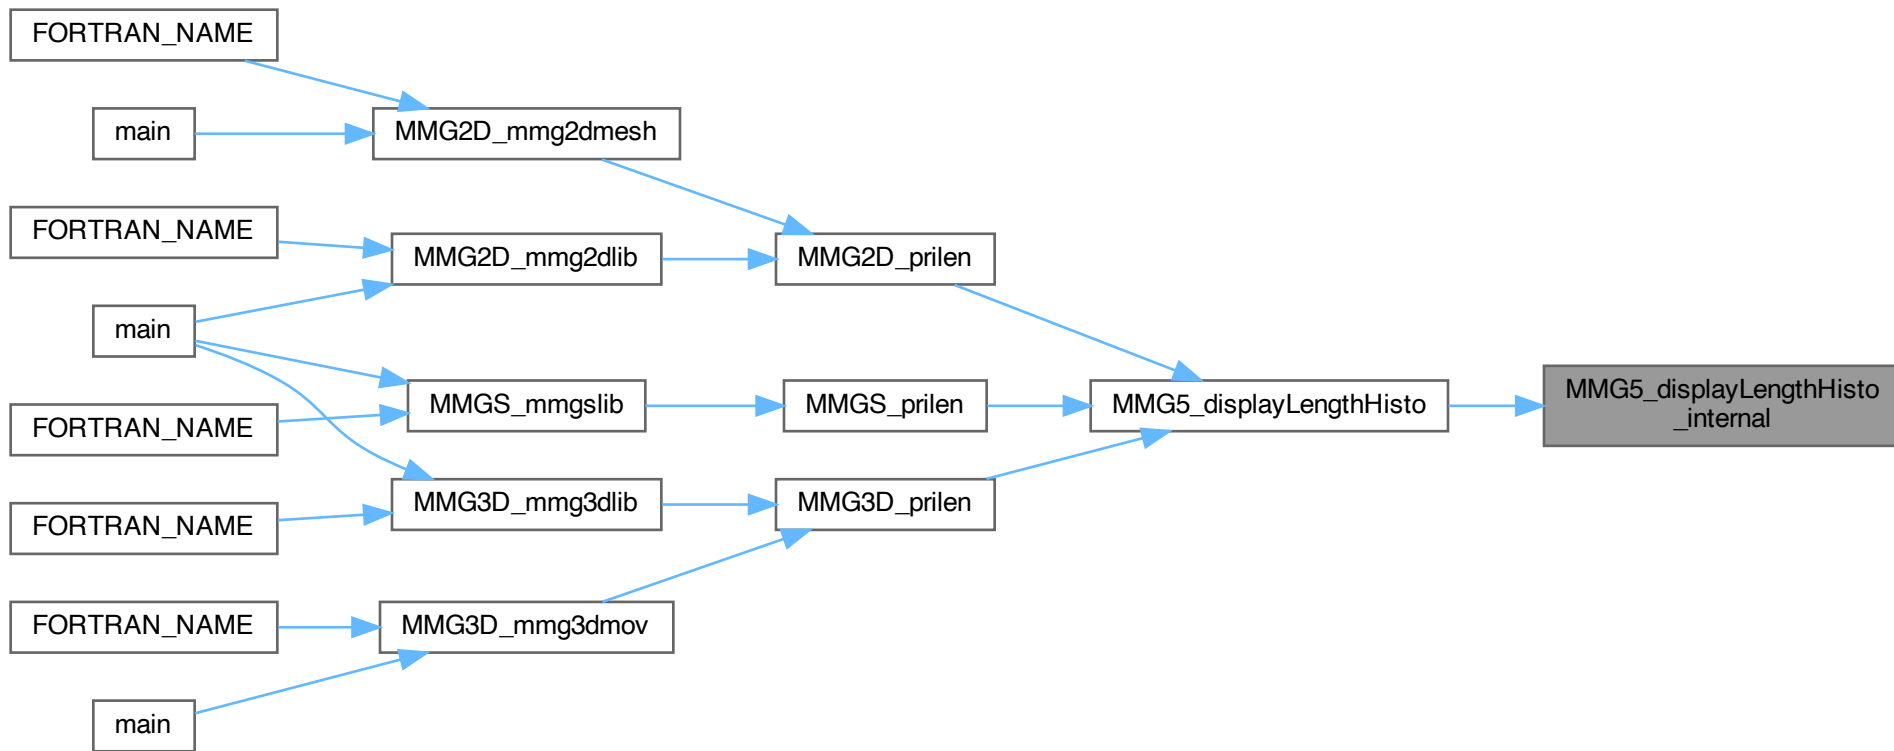 FORTRAN_NAME
main
MMG2D_mmg2dmesh
FORTRAN_NAME
MMG2D_mmg2dlib
MMG2D_prilen
main
FORTRAN_NAME
MMGS_mmgslib
MMGS_prilen
MMG5_displayLengthHisto
MMG5_displayLengthHisto
_internal
FORTRAN_NAME
MMG3D_mmg3dlib
MMG3D_prilen
FORTRAN_NAME
MMG3D_mmg3dmov
main